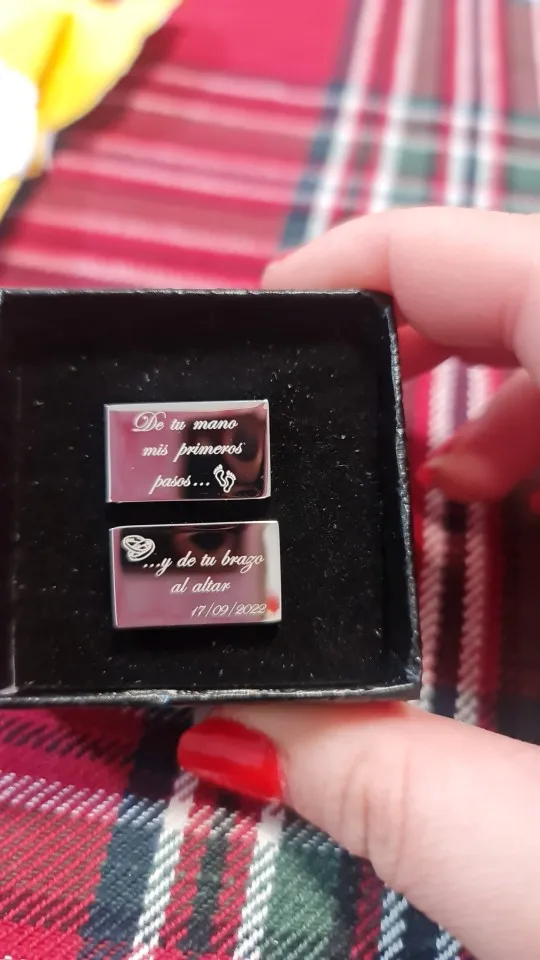 De tu mano
mis primeros
pasos...
...y de tu brazo
al altar
17/09/2022